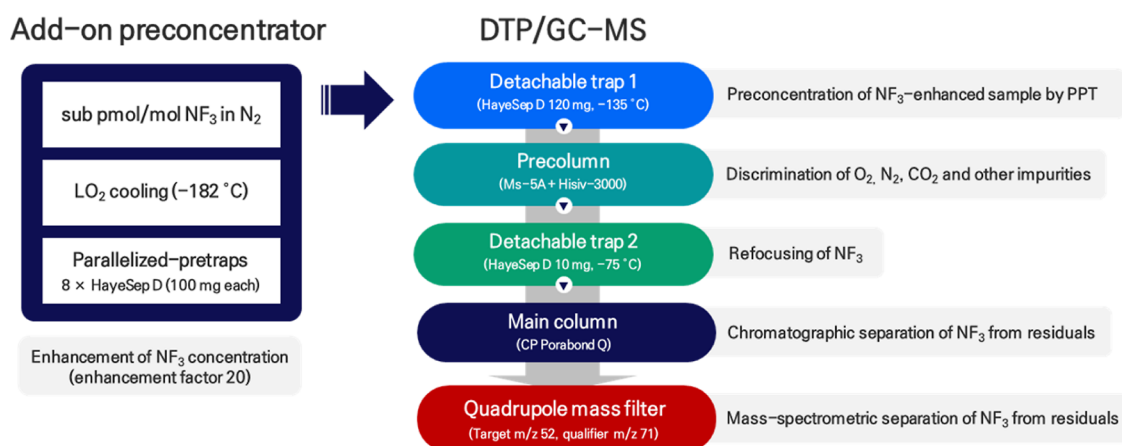 Add-on preconcentrator
sub pmol/mol NF₃ in N₂
LO₂ cooling (-182 ˚C)
Parallelized-pretraps
8 × HayeSep D (100 mg each)
Enhancement of NF₃ concentration
(enhancement factor 20)
DTP/GC-MS
Detachable trap 1
(HayeSep D 120 mg, -135 ˚C)
Preconcentration of NF₃-enhanced sample by PPT
Precolumn
(Ms-5A + Hisiv-3000)
Discrimination of O₂, N₂, CO₂ and other impurities
Detachable trap 2
(HayeSep D 10 mg, -75 ˚C)
Refocusing of NF₃
Main column
(CP Porabond Q)
Chromatographic separation of NF₃ from residuals
Quadrupole mass filter
(Target m/z 52, qualifier m/z 71)
Mass-spectrometric separation of NF₃ from residuals